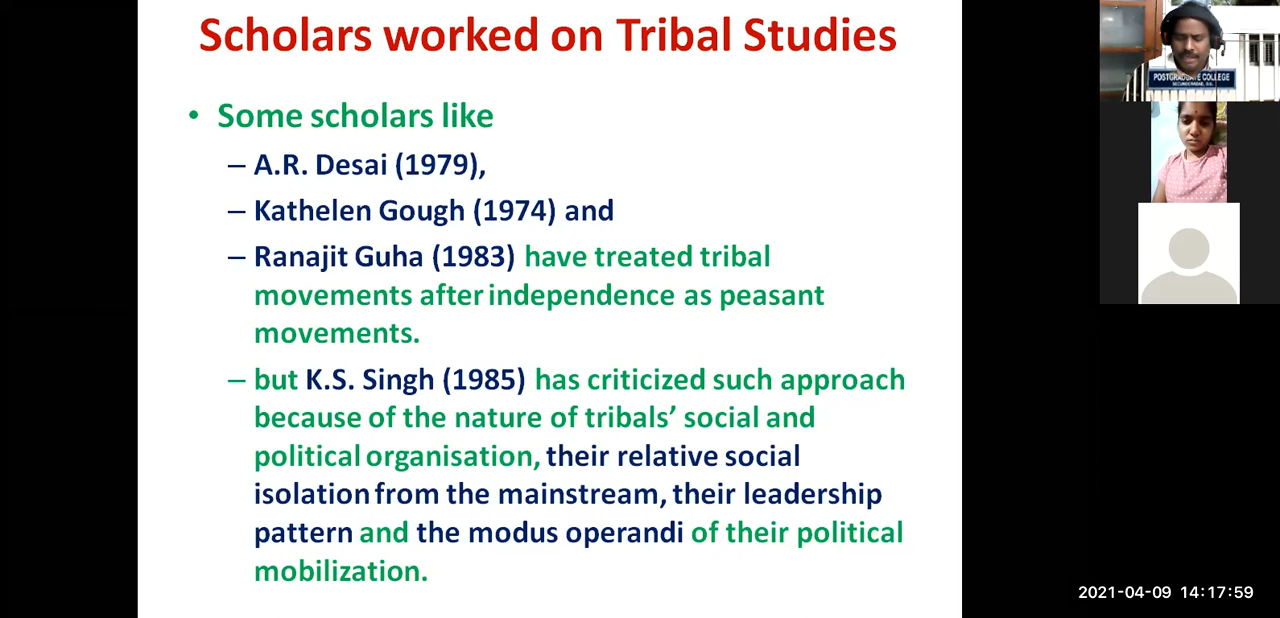 Scholars worked on Tribal Studies
• Some scholars like
– A.R. Desai (1979),
– Kathelen Gough (1974) and
– Ranajit Guha (1983) have treated tribal
movements after independence as peasant
movements.
– but K.S. Singh (1985) has criticized such approach
because of the nature of tribals’ social and
political organisation, their relative social
isolation from the mainstream, their leadership
pattern and the modus operandi of their political
mobilization.
POSTGRADUATE COLLEGE
2021-04-09 14:17:59